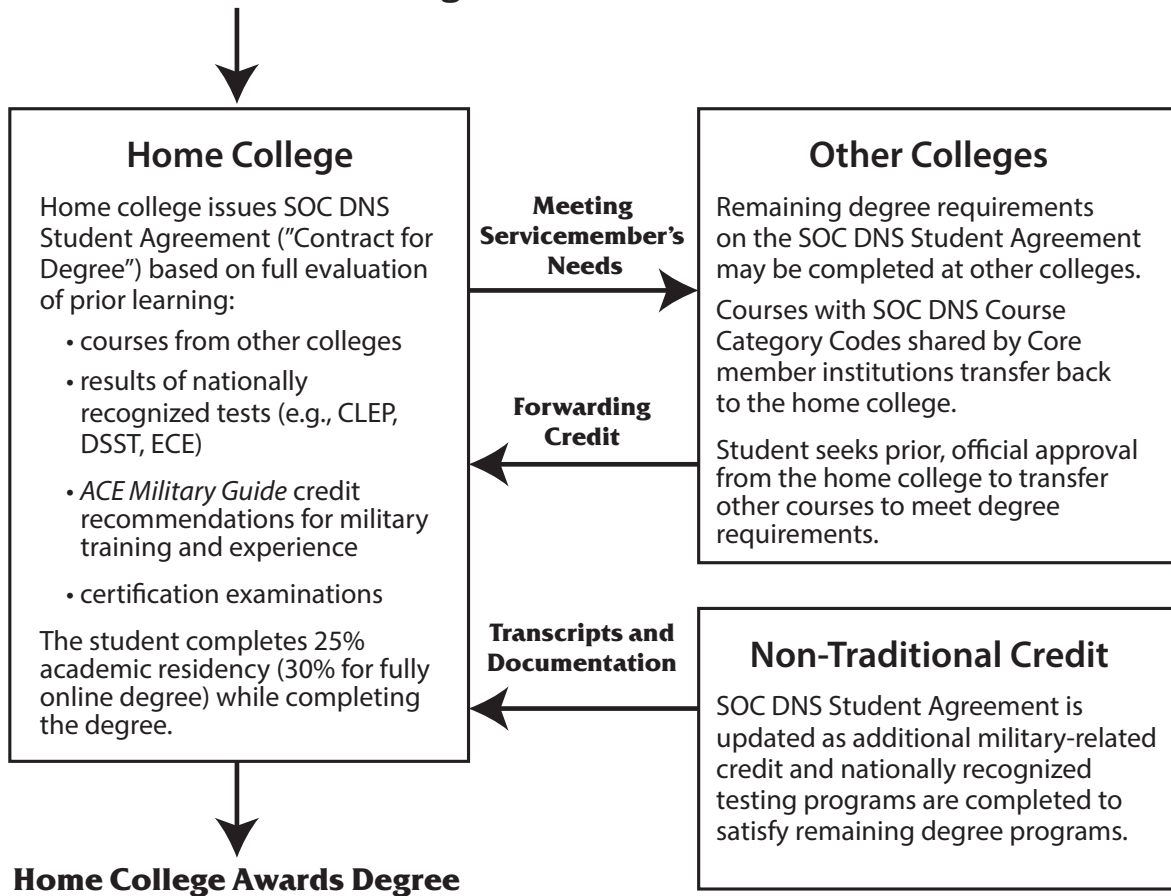 Home College
Home college issues SOC DNS
Student Agreement ("Contract for
Degree") based on full evaluation
of prior learning:
• courses from other colleges
• results of nationally
recognized tests (e.g., CLEP,
DSST, ECE)
• ACE Military Guide credit
recommendations for military
training and experience
• certification examinations
The student completes 25%
academic residency (30% for fully
online degree) while completing
the degree.
Meeting
Servicemember's
Needs
Forwarding
Credit
Transcripts and
Documentation
Other Colleges
Remaining degree requirements
on the SOC DNS Student Agreement
may be completed at other colleges.
Courses with SOC DNS Course
Category Codes shared by Core
member institutions transfer back
to the home college.
Student seeks prior, official approval
from the home college to transfer
other courses to meet degree
requirements.
Non-Traditional Credit
SOC DNS Student Agreement is
updated as additional military-related
credit and nationally recognized
testing programs are completed to
satisfy remaining degree programs.
Home College Awards Degree